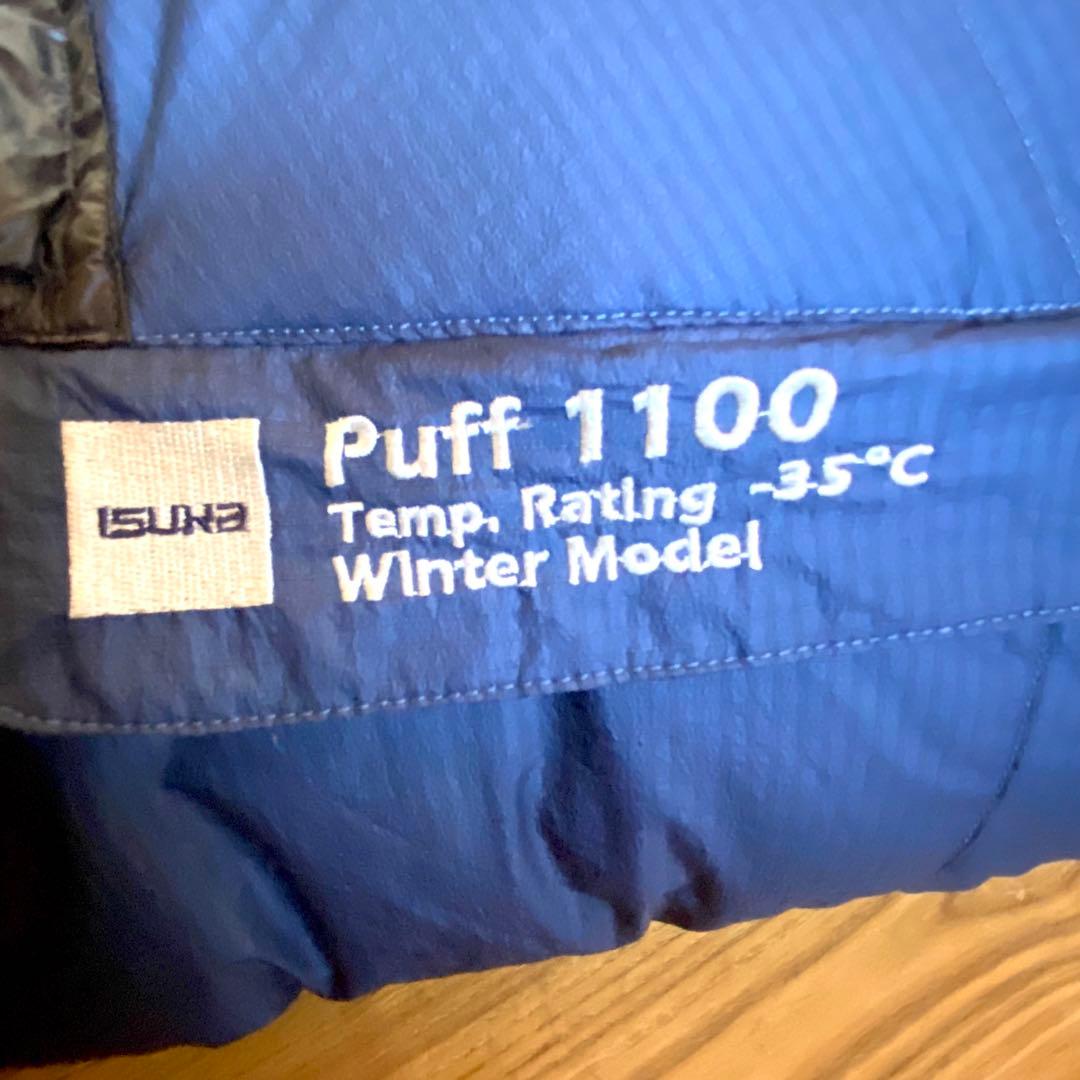 ISUKA
Puff 1100
Temp. Rating -35°C
Winter Model